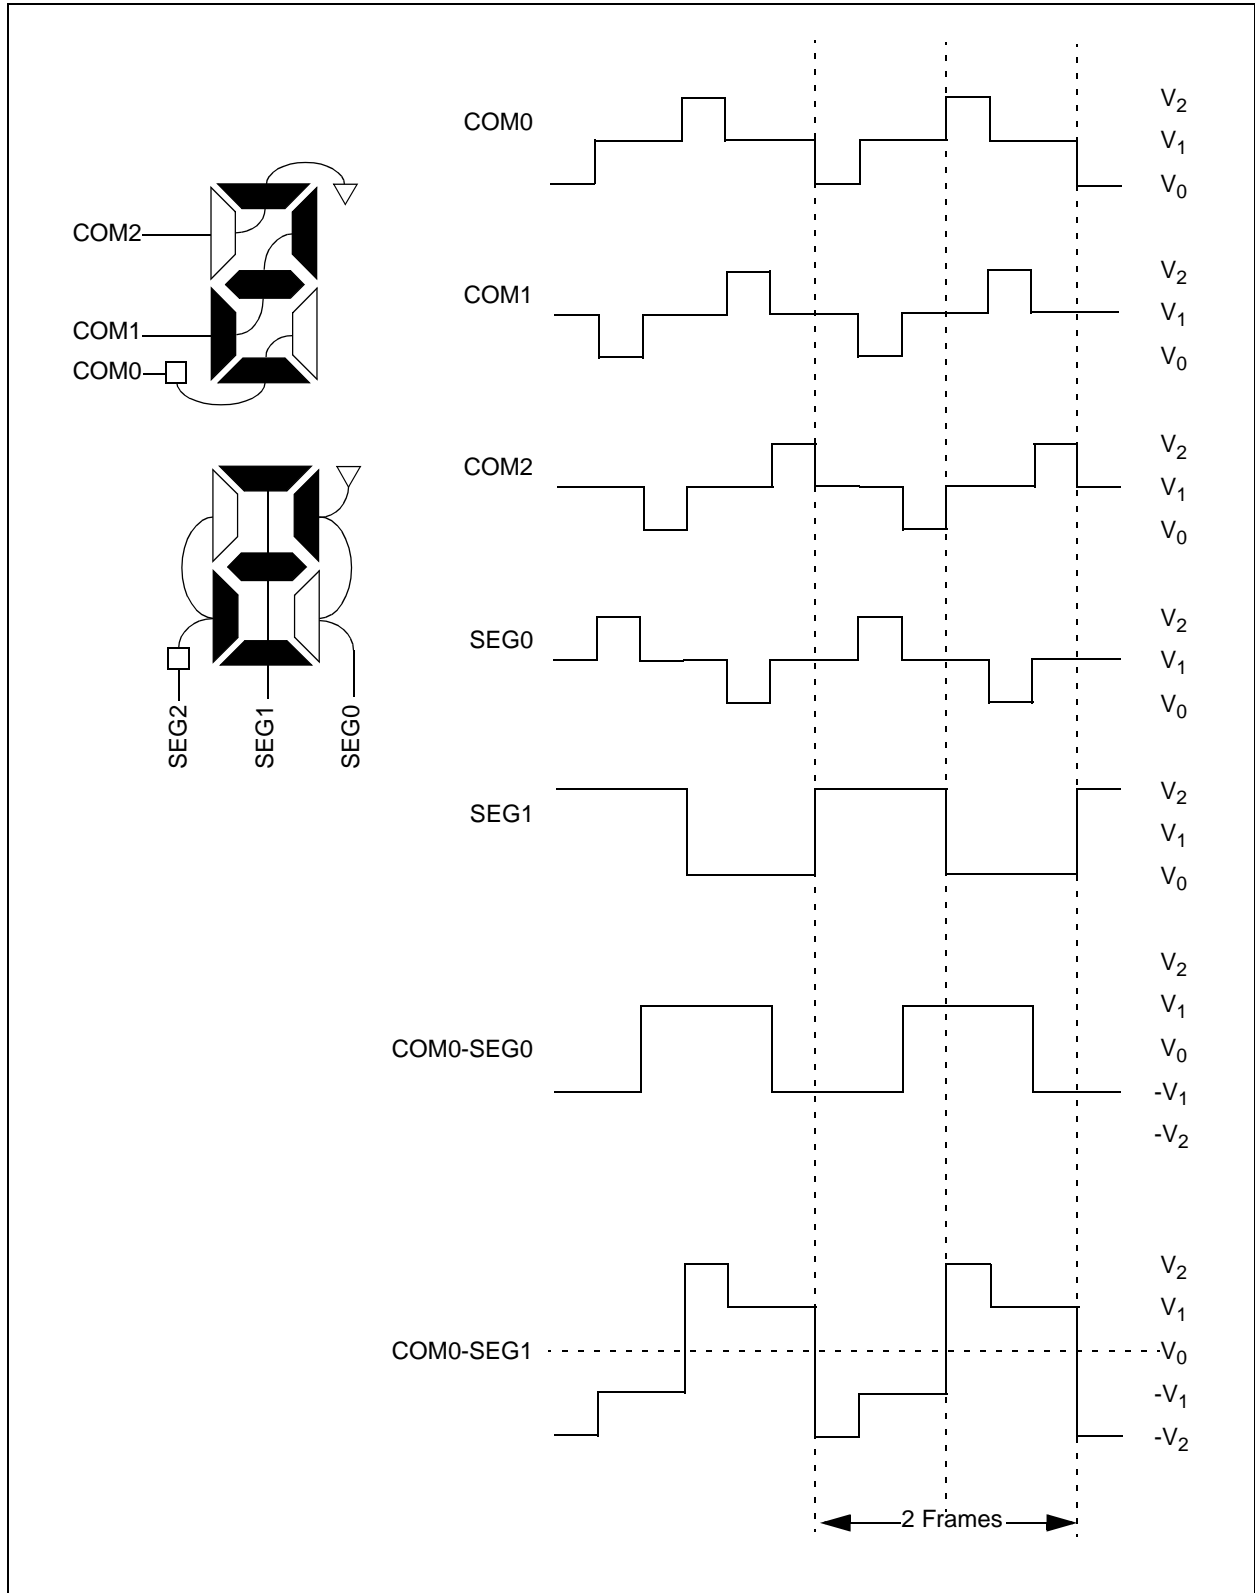 COM2
COM1
COM0
SEG2
SEG1
SEG0
COM0
V2
V1
V0
COM1
V2
V1
V0
COM2
V2
V1
V0
SEG0
V2
V1
V0
SEG1
V2
V1
V0
COM0-SEG0
V2
V1
V0
-V1
-V2
COM0-SEG1
V2
V1
V0
-V1
-V2
2 Frames